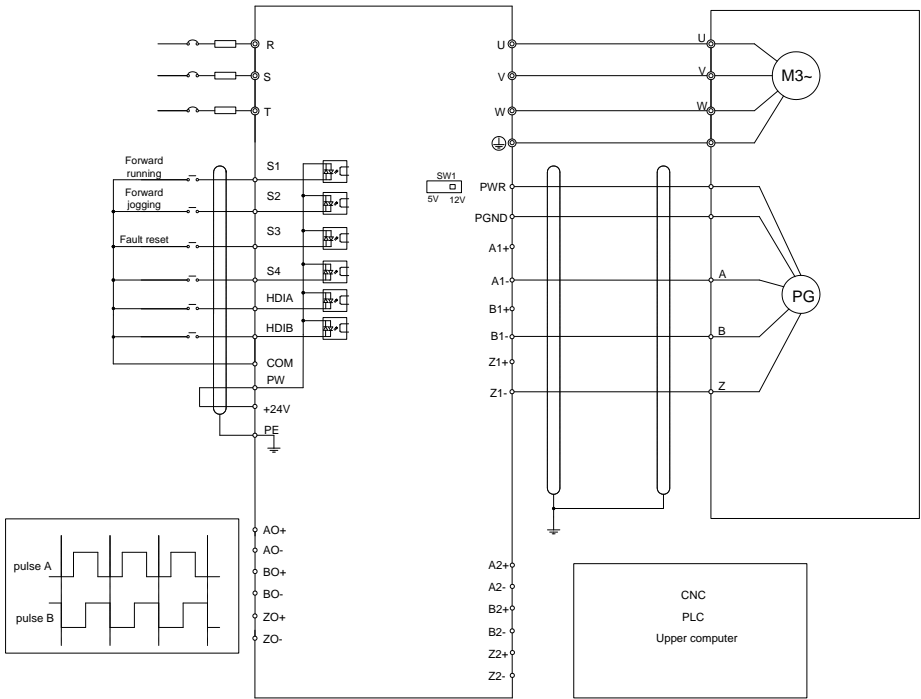 R
S
T
Forward
running
Forward
jogging
Fault reset
S1
S2
S3
S4
HDIA
HDIB
COM
PW
+24V
PE
SW1
5V 12V
U
V
W
PWR
PGND
A1+
A1-
B1+
B1-
Z1+
Z1-
U
V
W
M3~
A
B
Z
PG
pulse A
pulse B
AO+
AO-
BO+
BO-
ZO+
ZO-
A2+
A2-
B2+
B2-
Z2+
Z2-
CNC
PLC
Upper computer